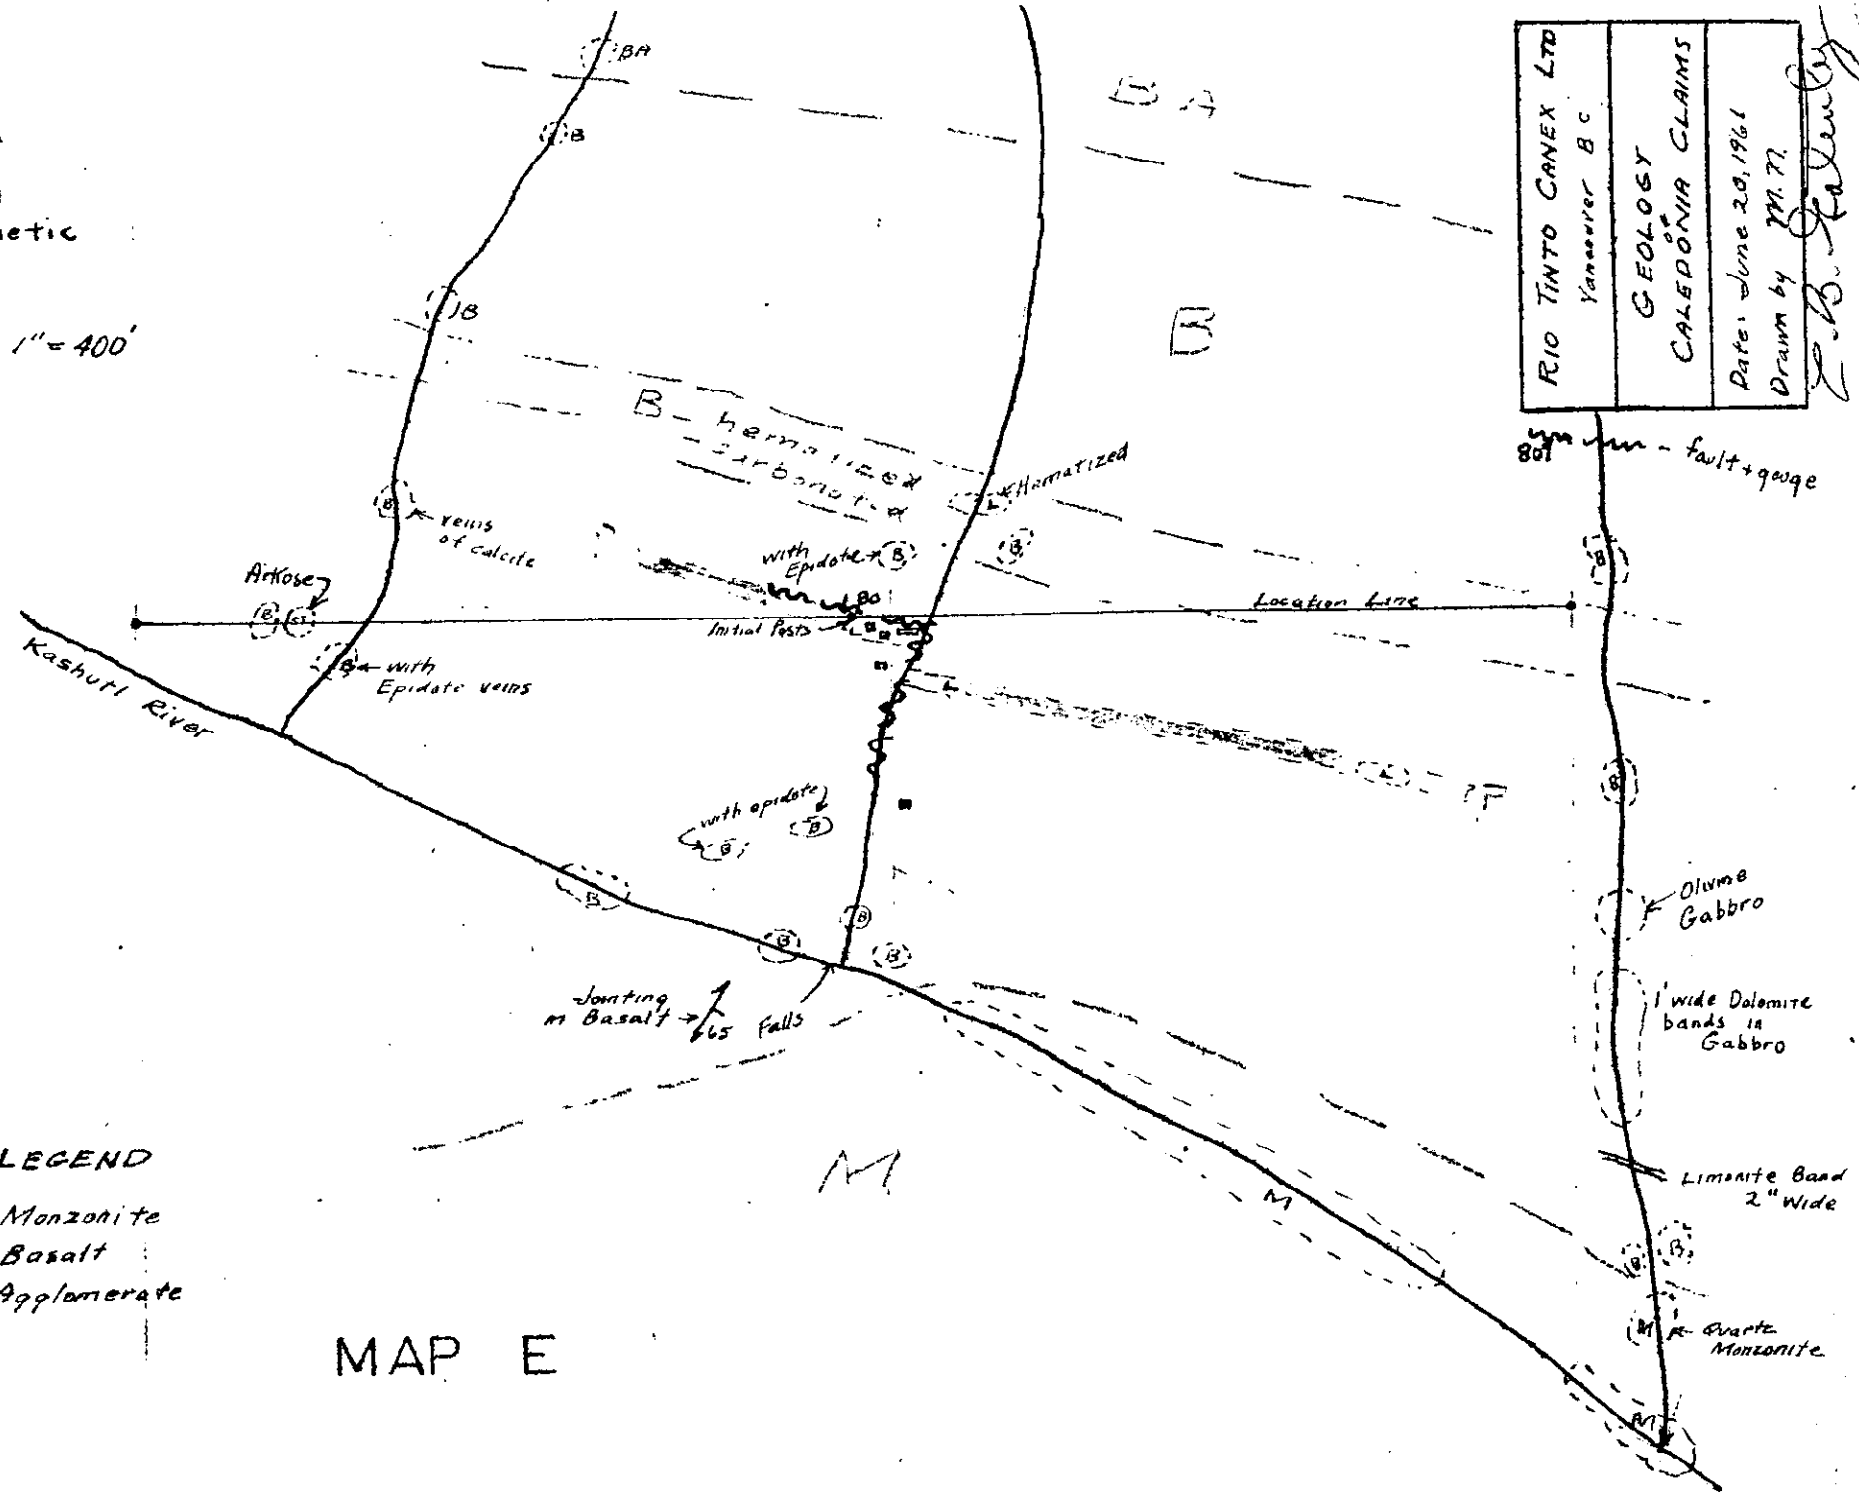 RIO TINTO CANEX LTD
Vancouver B C
GEOLOGY
OF
CALEDONIA CLAIMS
Date: June 20, 1961
Drawn by M.N.
BA
BA
B
B
B
1" = 400'
B - hematized
- carbonated
Hematized
L
fault + gouge
80
B
veins
of calcite
with
Epidote
B
B
B
Arkose
B
80
Initial Posts
Location Line
B with
Epidote veins
Kashutl River
L
L
? F
B
with epidote
B
B
B
B
B
B
Olivine
Gabbro
1' wide Dolomite
bands in
Gabbro
Jointing
in Basalt
65
Falls
M
M
Limonite Band
2" Wide
B
B
M
Quartz
Monzonite
M
LEGEND
Monzonite
Basalt
Agglomerate
MAP E